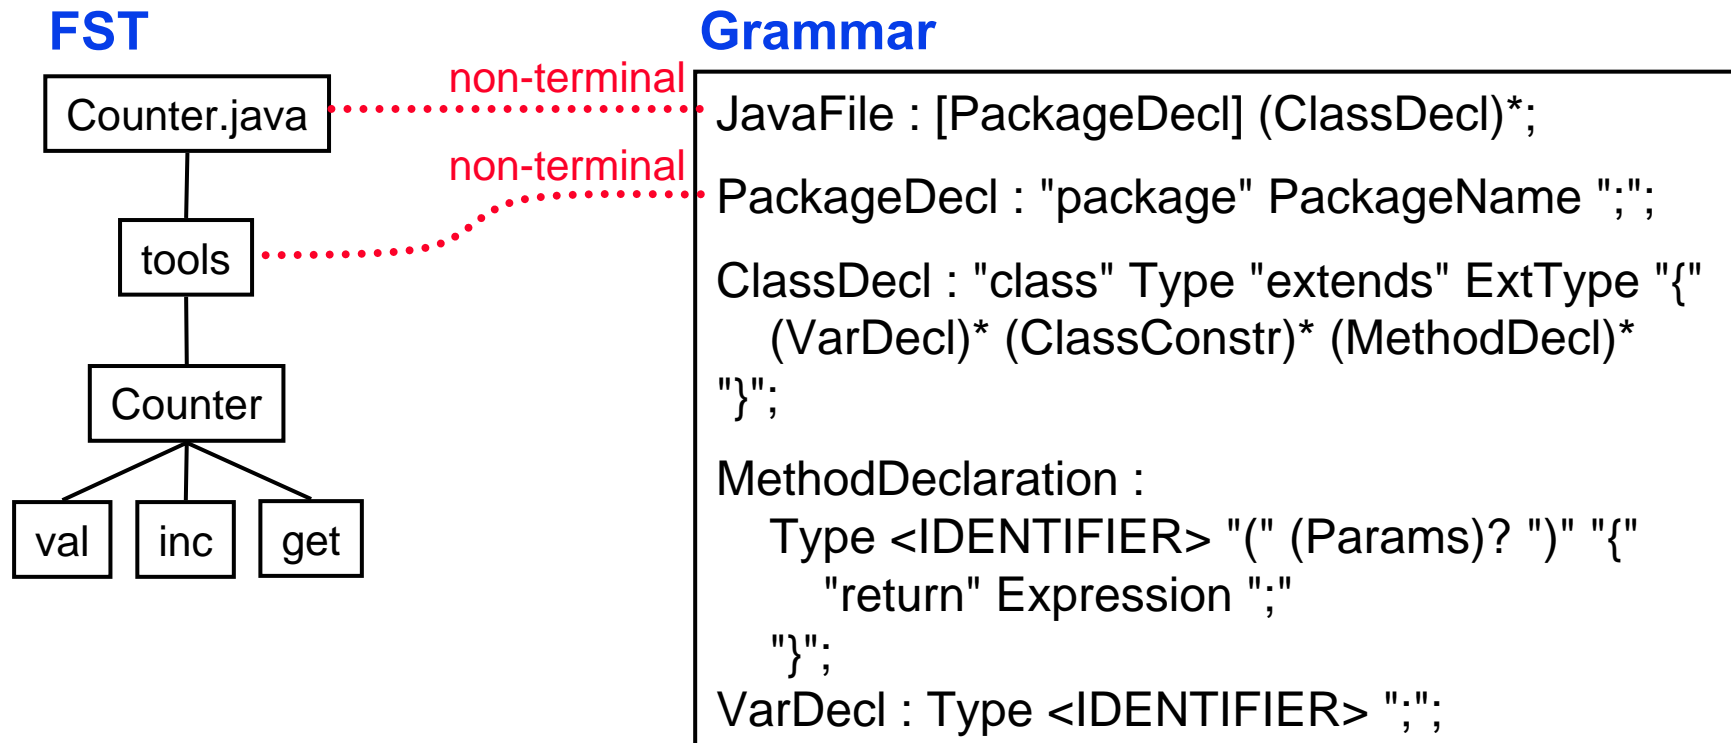 FST
Counter.java
tools
Counter
val
inc
get
Grammar
non-terminal
non-terminal
JavaFile : [PackageDecl] (ClassDecl)*;
PackageDecl : "package" PackageName ";";
ClassDecl : "class" Type "extends" ExtType "{"
(VarDecl)* (ClassConstr)* (MethodDecl)*
"}";
MethodDeclaration :
Type <IDENTIFIER> "(" (Params)? ")" "{"
"return" Expression ";"
"}";
VarDecl : Type <IDENTIFIER> ";";